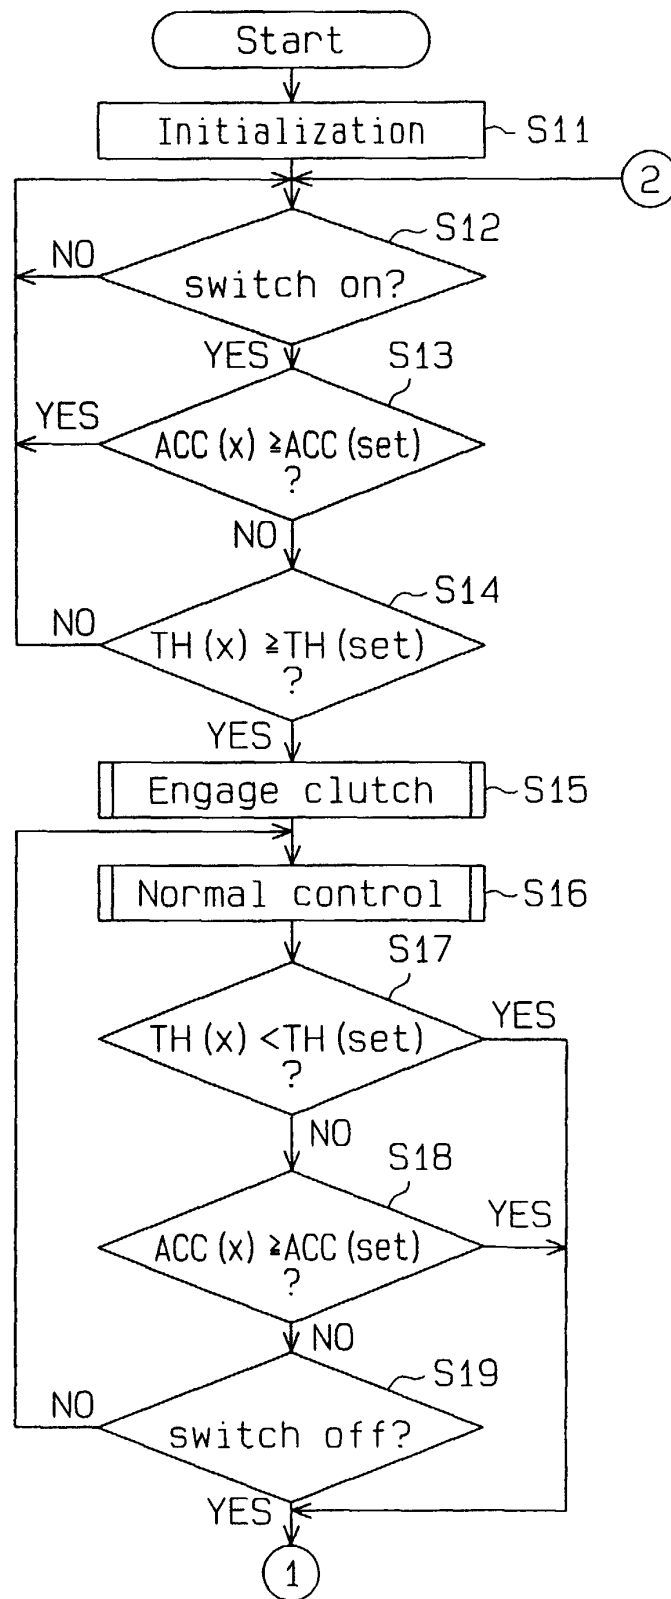 Start
Initialization
S11
2
S12
NO
switch on?
YES
S13
YES
ACC(x)≧ACC(set)
?
NO
S14
NO
TH(x)≧TH(set)
?
YES
Engage clutch
S15
Normal control
S16
S17
YES
TH(x)<TH(set)
?
NO
S18
YES
ACC(x)≧ACC(set)
?
NO
S19
NO
switch off?
YES
1